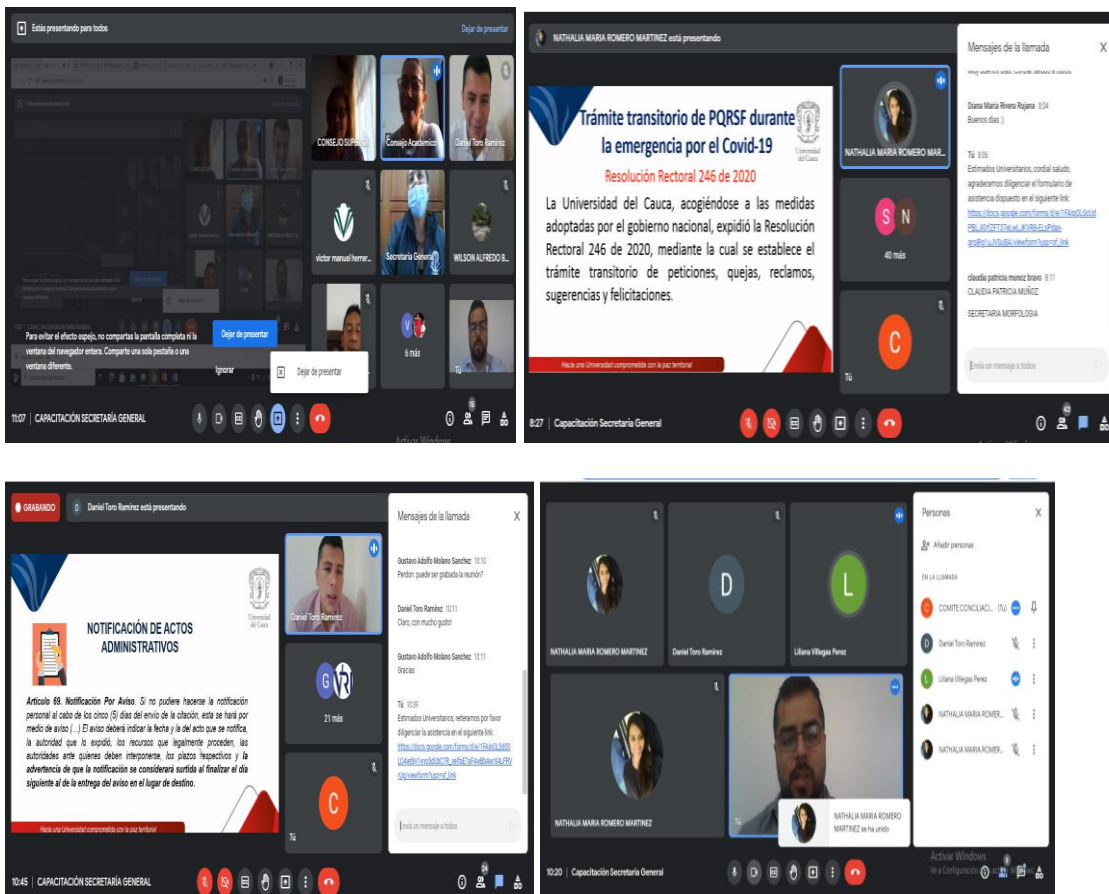 Estás presentando para todos
Dejar de presentar
CONSEJO SUP
Consejo Academico
Daniel Toro Ramirez
victor manuel herrer...
Secretaria General
WILSON ALFREDO B...
6 más
Tú
Para evitar el efecto espejo, no compartas la pantalla completa ni la
ventana del navegador entera. Comparte una sola pestaña o una
ventana diferente.
Dejar de presentar
Ignorar
Dejar de presentar
11:07 | CAPACITACIÓN SECRETARÍA GENERAL
16
Activar Windows
NATHALIA MARIA ROMERO MARTINEZ está presentando
Trámite transitorio de PQRSF durante
la emergencia por el Covid-19
Resolución Rectoral 246 de 2020
La Universidad del Cauca, acogiéndose a las medidas
adoptadas por el gobierno nacional, expidió la Resolución
Rectoral 246 de 2020, mediante la cual se establece el
trámite transitorio de peticiones, quejas, reclamos,
sugerencias y felicitaciones.
Universidad
del Cauca
Hacia una Universidad comprometida con la paz territorial
NATHALIA MARIA ROMERO MAR...
S N
40 más
C
Tú
Mensajes de la llamada
Diana Maria Rivera Rujana 8:04
Buenos dias :)
Tú 8:06
Estimados Universitarios, cordial saludo,
agradecemos diligenciar el formulario de
asistencia dispuesto en el siguiente link:
claudia patricia munoz bravo 8:11
CLAUDIA PATRICIA MUÑOZ
SECRETARIA MORFOLOGIA
Envía un mensaje a todos
8:27 | Capacitación Secretaria General
43
GRABANDO
D Daniel Toro Ramirez está presentando
NOTIFICACIÓN DE ACTOS
ADMINISTRATIVOS
Universidad
del Cauca
Artículo 69. Notificación Por Aviso. Si no pudiere hacerse la notificación
personal al cabo de los cinco (5) días del envío de la citación, esta se hará por
medio de aviso (...) El aviso deberá indicar la fecha y la del acto que se notifica,
la autoridad que lo expidió, los recursos que legalmente proceden, las
autoridades ante quienes deben interponerse, los plazos respectivos y la
advertencia de que la notificación se considerará surtida al finalizar el día
siguiente al de la entrega del aviso en el lugar de destino.
Hacia una Universidad comprometida con la paz territorial
Daniel Toro Ramirez
G
21 más
C
Tú
Mensajes de la llamada
Gustavo Adolfo Molano Sanchez 10:10
Perdon: puede ser grabada la reunión?
Daniel Toro Ramirez 10:11
Claro, con mucho gusto!
Gustavo Adolfo Molano Sanchez 10:11
Gracias
Tú 10:39
Estimados Universitarios, reiteramos por favor
diligenciar la asistencia en el siguiente link:
Envía un mensaje a todos
10:45 | CAPACITACIÓN SECRETARÍA GENERAL
24
NATHALIA MARIA ROMERO MARTINEZ
D
Daniel Toro Ramirez
L
Liliana Villegas Perez
NATHALIA MARIA ROMERO MARTINEZ
Tú
NATHALIA MARIA ROMERO
MARTINEZ se ha unido
Personas
Añadir personas
EN LA LLAMADA
COMITE CONCILIACI... (Tú)
Daniel Toro Ramirez
Liliana Villegas Perez
NATHALIA MARIA ROMER...
NATHALIA MARIA ROMER...
10:20 | Capacitación Secretaria General
Activar Windows